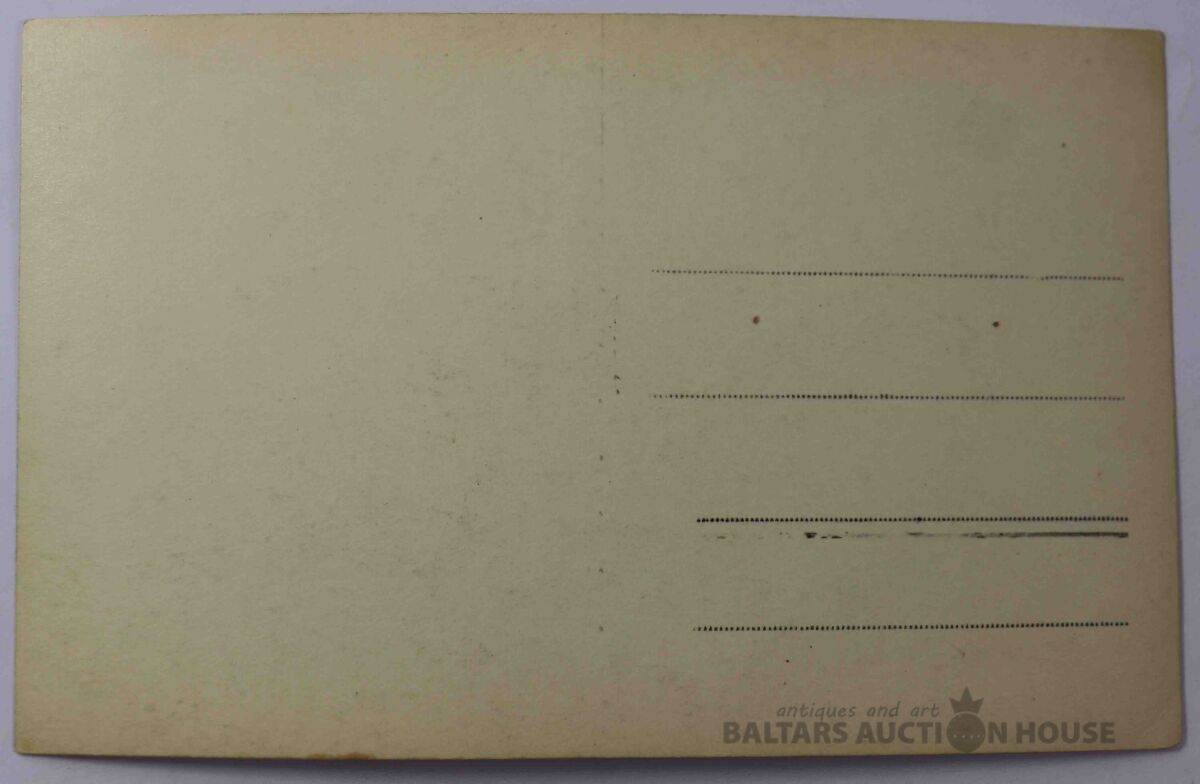 antiques and art
BALTARS AUCTION HOUSE